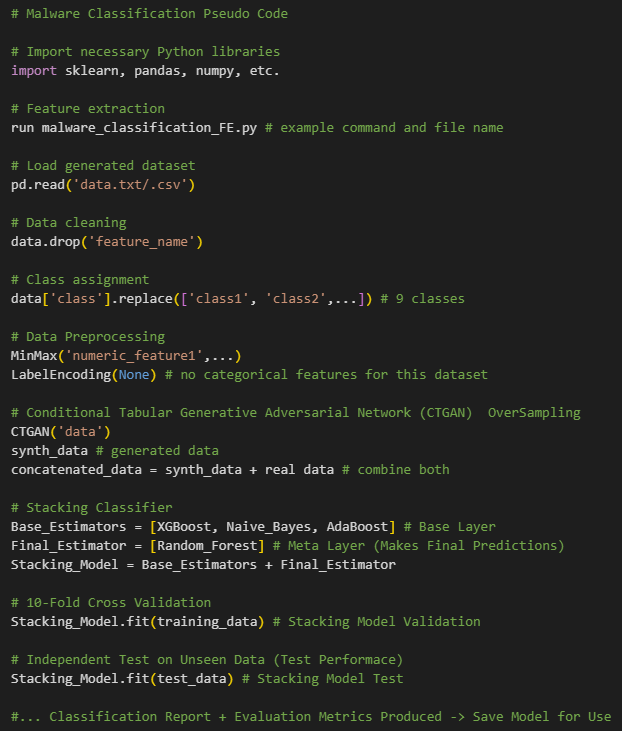 # Malware Classification Pseudo Code
# Import necessary Python libraries
import sklearn, pandas, numpy, etc.
# Feature extraction
run malware_classification_FE.py # example command and file name
# Load generated dataset
pd.read('data.txt/.csv')
# Data cleaning
data.drop('feature_name')
# Class assignment
data['class'].replace(['class1', 'class2',...]) # 9 classes
# Data Preprocessing
MinMax('numeric_feature1',...)
LabelEncoding(None) # no categorical features for this dataset
# Conditional Tabular Generative Adversarial Network (CTGAN)  OverSampling
CTGAN('data')
synth_data # generated data
concatenated_data = synth_data + real data # combine both
# Stacking Classifier
Base_Estimators = [XGBoost, Naive_Bayes, AdaBoost] # Base Layer
Final_Estimator = [Random_Forest] # Meta Layer (Makes Final Predictions)
Stacking_Model = Base_Estimators + Final_Estimator
# 10-Fold Cross Validation
Stacking_Model.fit(training_data) # Stacking Model Validation
# Independent Test on Unseen Data (Test Performace)
Stacking_Model.fit(test_data) # Stacking Model Test
#... Classification Report + Evaluation Metrics Produced -> Save Model for Use